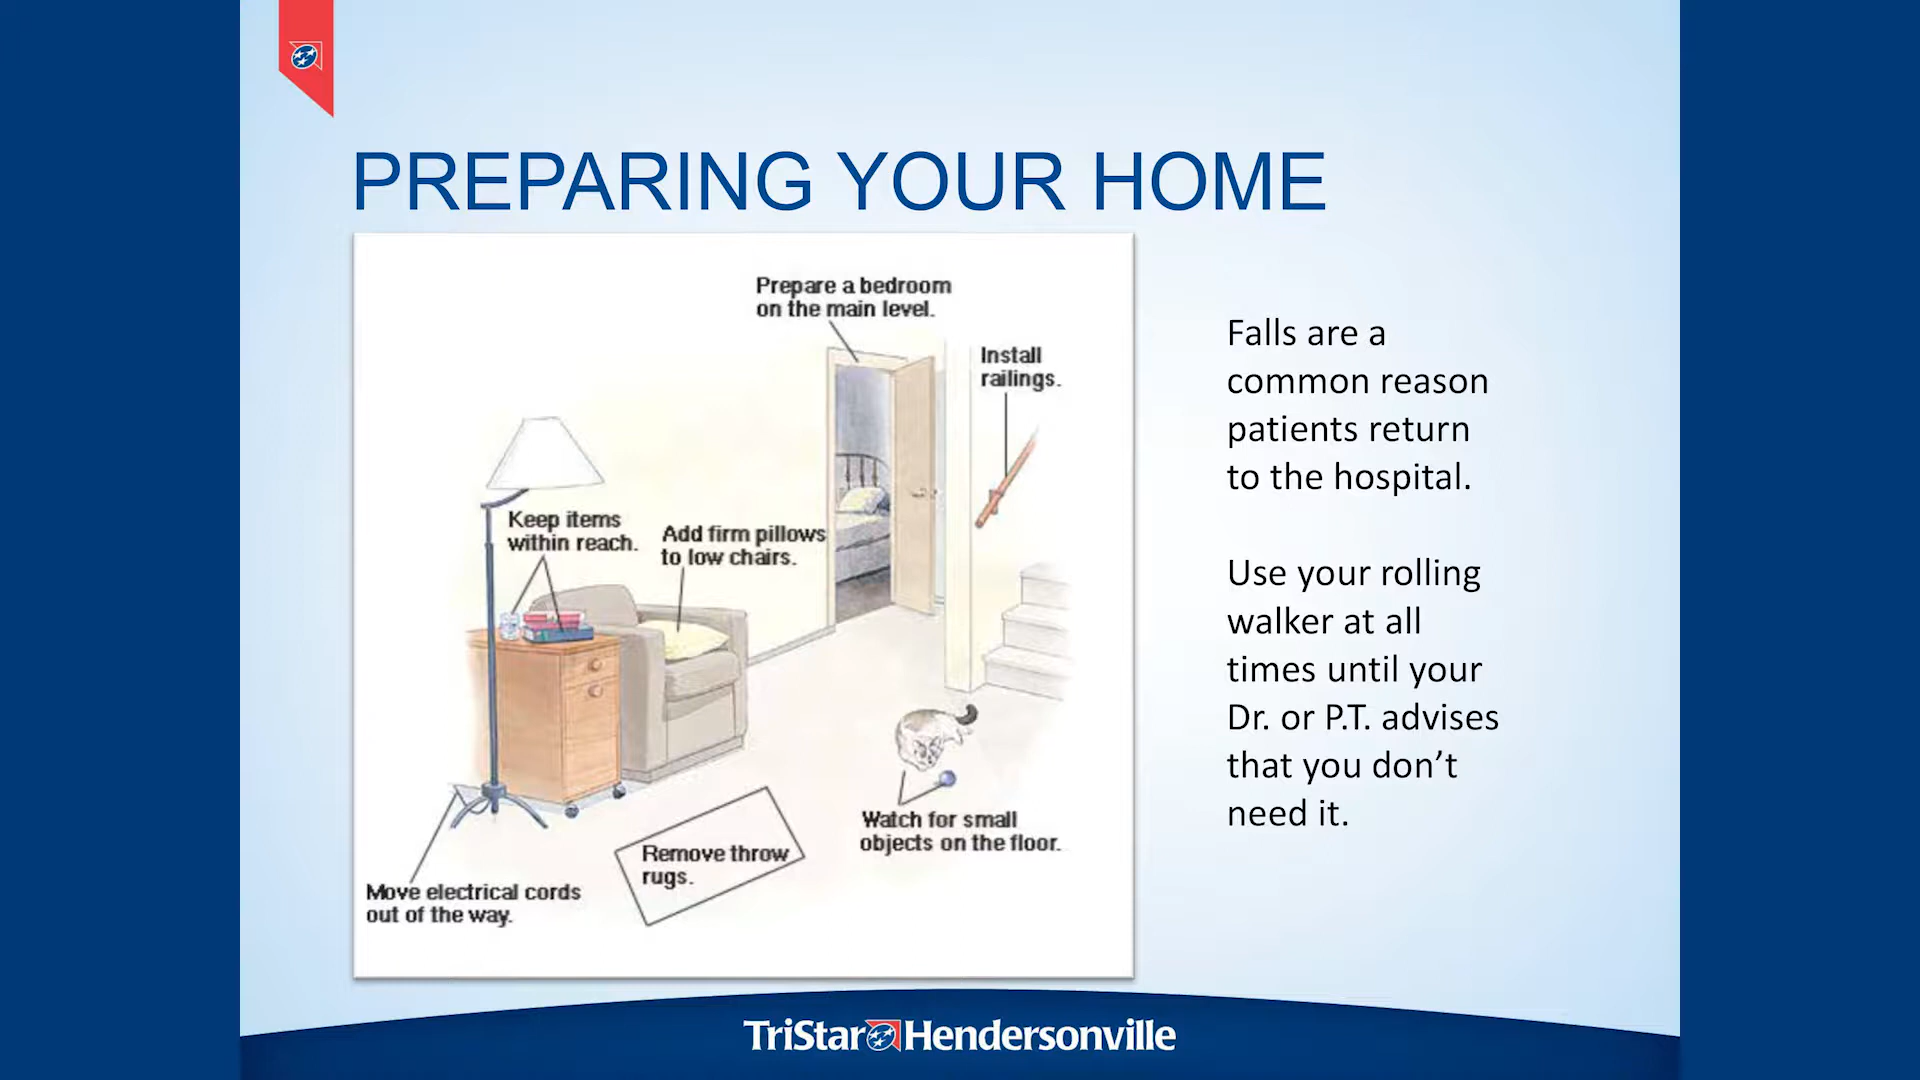 PREPARING YOUR HOME
Prepare a bedroom
on the main level.
Install
railings.
Keep items
within reach.
Add firm pillows
to low chairs.
Watch for small
objects on the floor.
Remove throw
rugs.
Move electrical cords
out of the way.
Falls are a
common reason
patients return
to the hospital.
Use your rolling
walker at all
times until your
Dr. or P.T. advises
that you don’t
need it.
TriStar Hendersonville